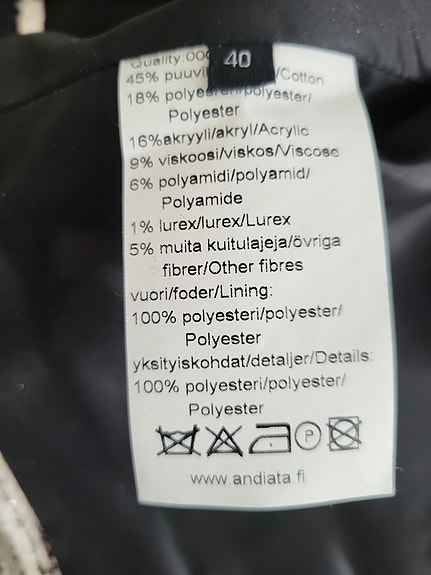 40
Quality:
45% /Cotton
18% polyesteri/polyester/
Polyester
16%akryyli/akryl/Acrylic
9% viskoosi/viskos/Viscose
6% polyamidi/polyamid/
Polyamide
1% lurex/lurex/Lurex
5% muita kuitulajeja/övriga
fibrer/Other fibres
vuori/foder/Lining:
100% polyesteri/polyester/
Polyester
yksityiskohdat/detaljer/Details:
100% polyesteri/polyester/
Polyester
P
www.andiata.fi